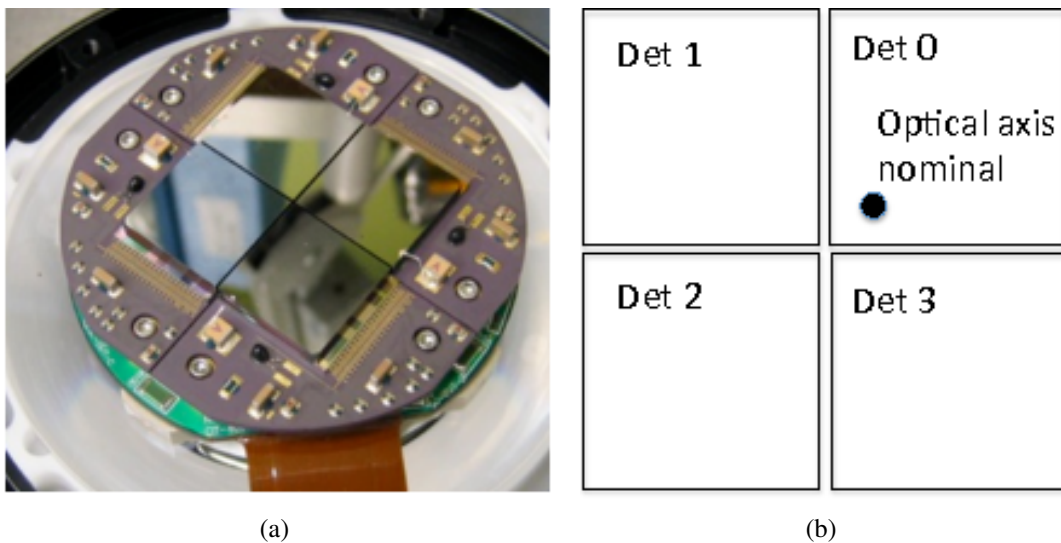 Det 1
Det 0
Optical axis
nominal
Det 2
Det 3
(a)
(b)